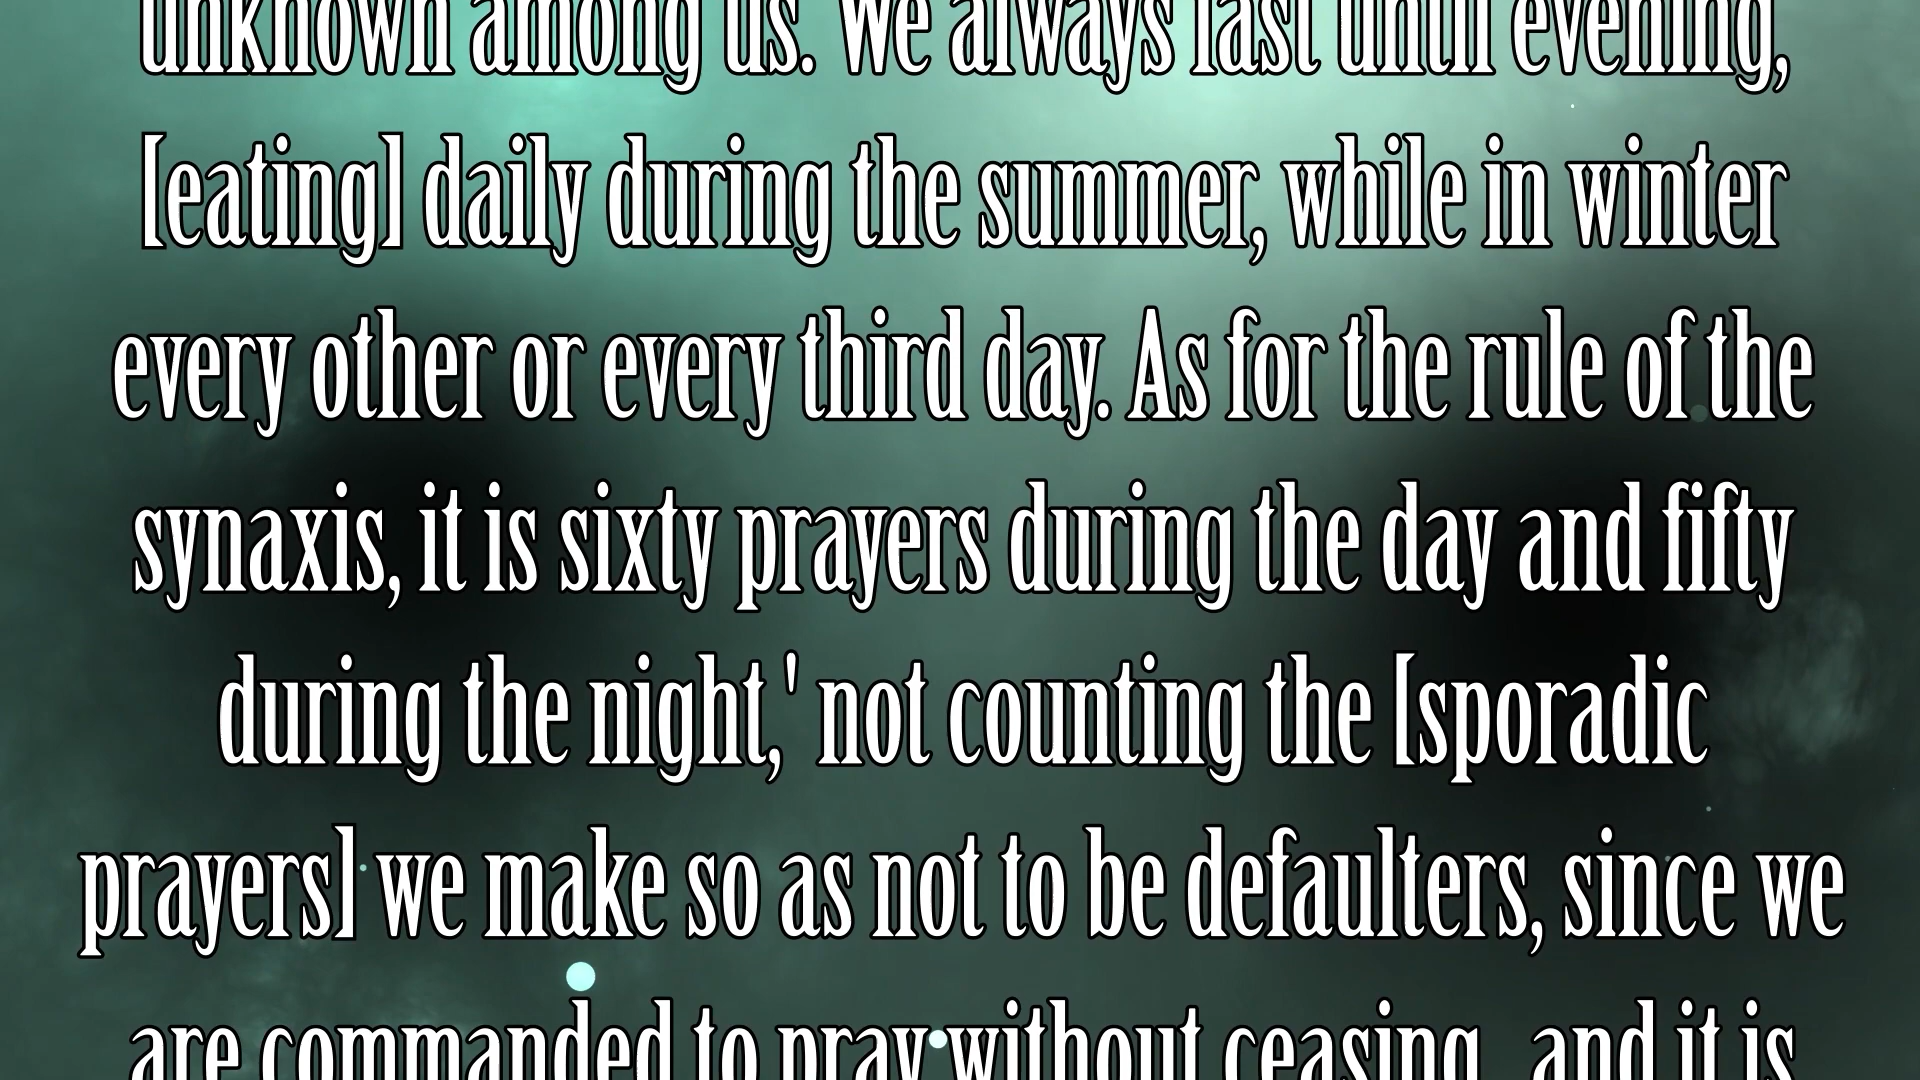 unknown among us. We always fast until evening,
[eating] daily during the summer, while in winter
every other or every third day. As for the rule of the
synaxis, it is sixty prayers during the day and fifty
during the night,' not counting the [sporadic
prayers] we make so as not to be defaulters, since we
are commanded to pray without ceasing, and it is